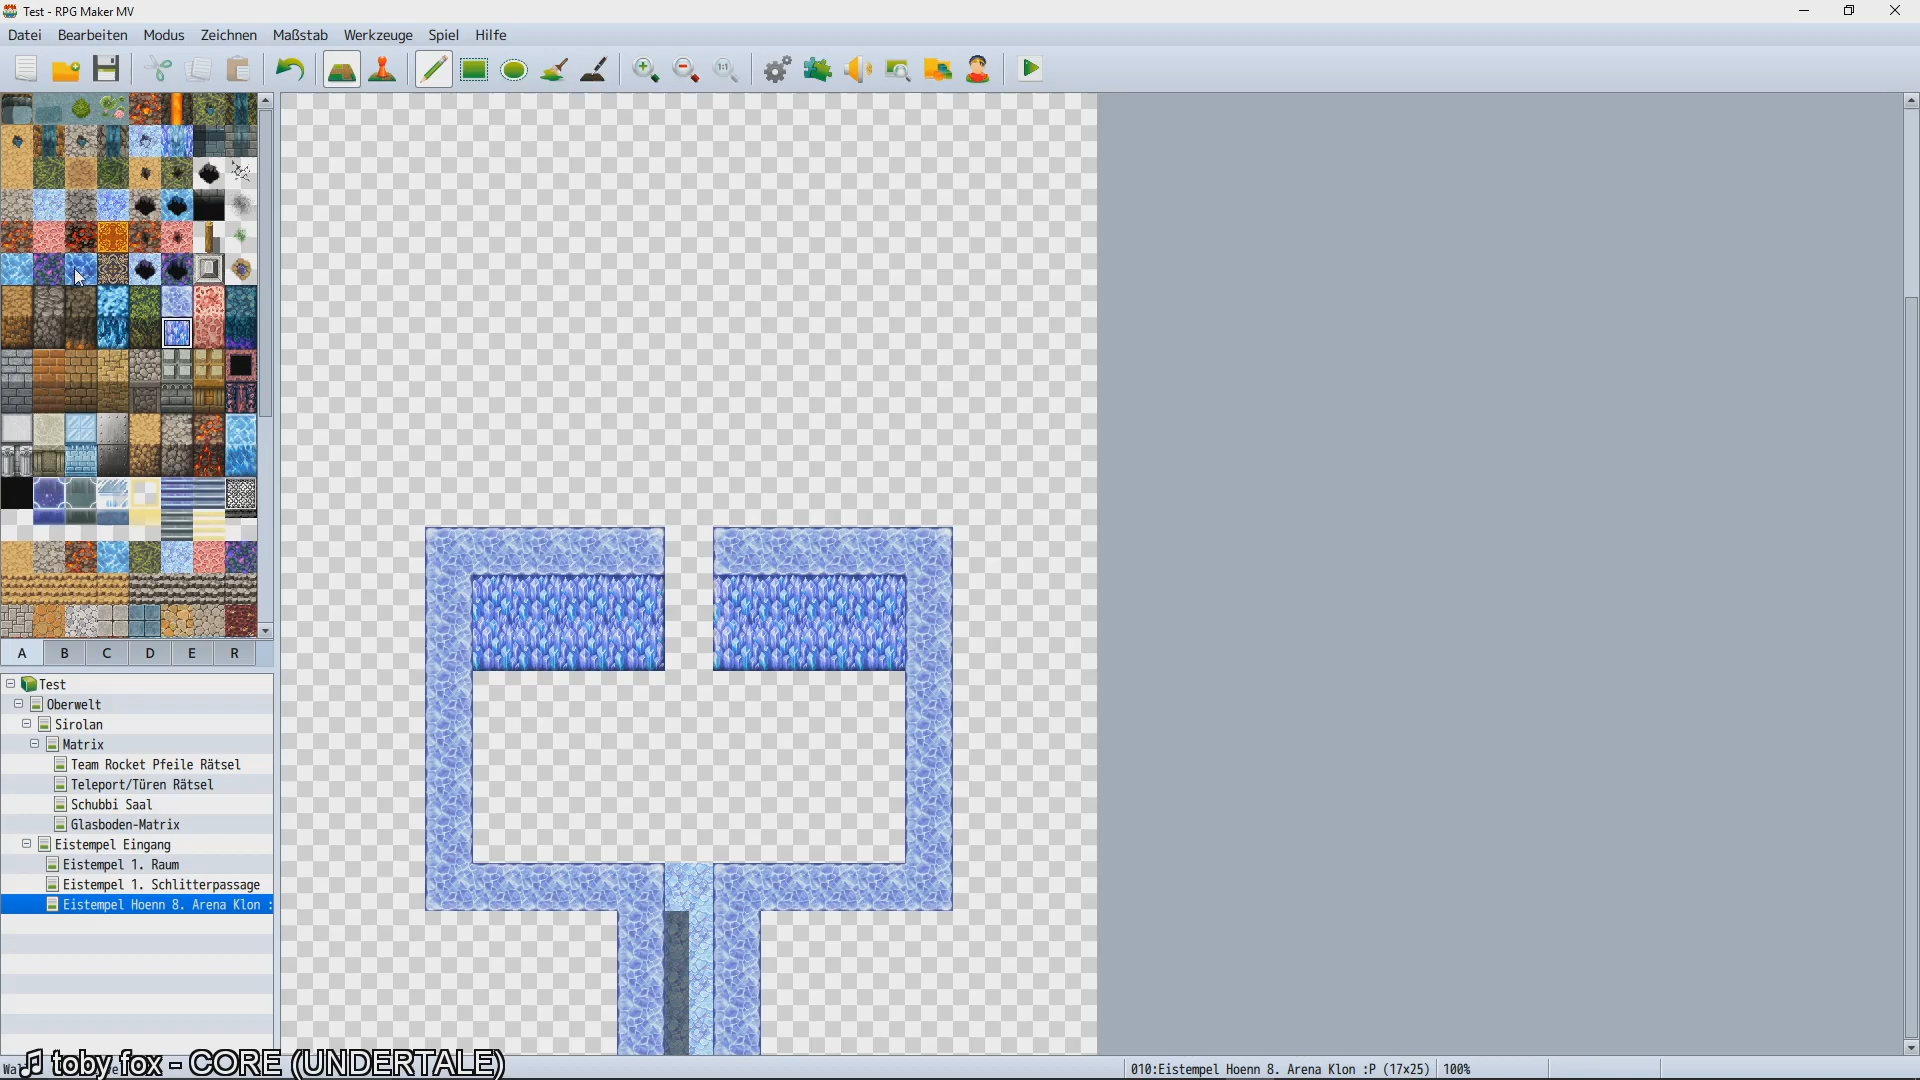 Test - RPG Maker MV
Datei Bearbeiten Modus Zeichnen Maßstab Werkzeuge Spiel Hilfe
1:1
A B C D E R
Test
Oberwelt
Sirolan
Matrix
Team Rocket Pfeile Rätsel
Teleport/Türen Rätsel
Schubbi Saal
Glasboden-Matrix
Eistempel Eingang
Eistempel 1. Raum
Eistempel 1. Schlitterpassage
Eistempel Hoenn 8. Arena Klon :
♫ toby fox - CORE (UNDERTALE)
010:Eistempel Hoenn 8. Arena Klon :P (17x25) 100%